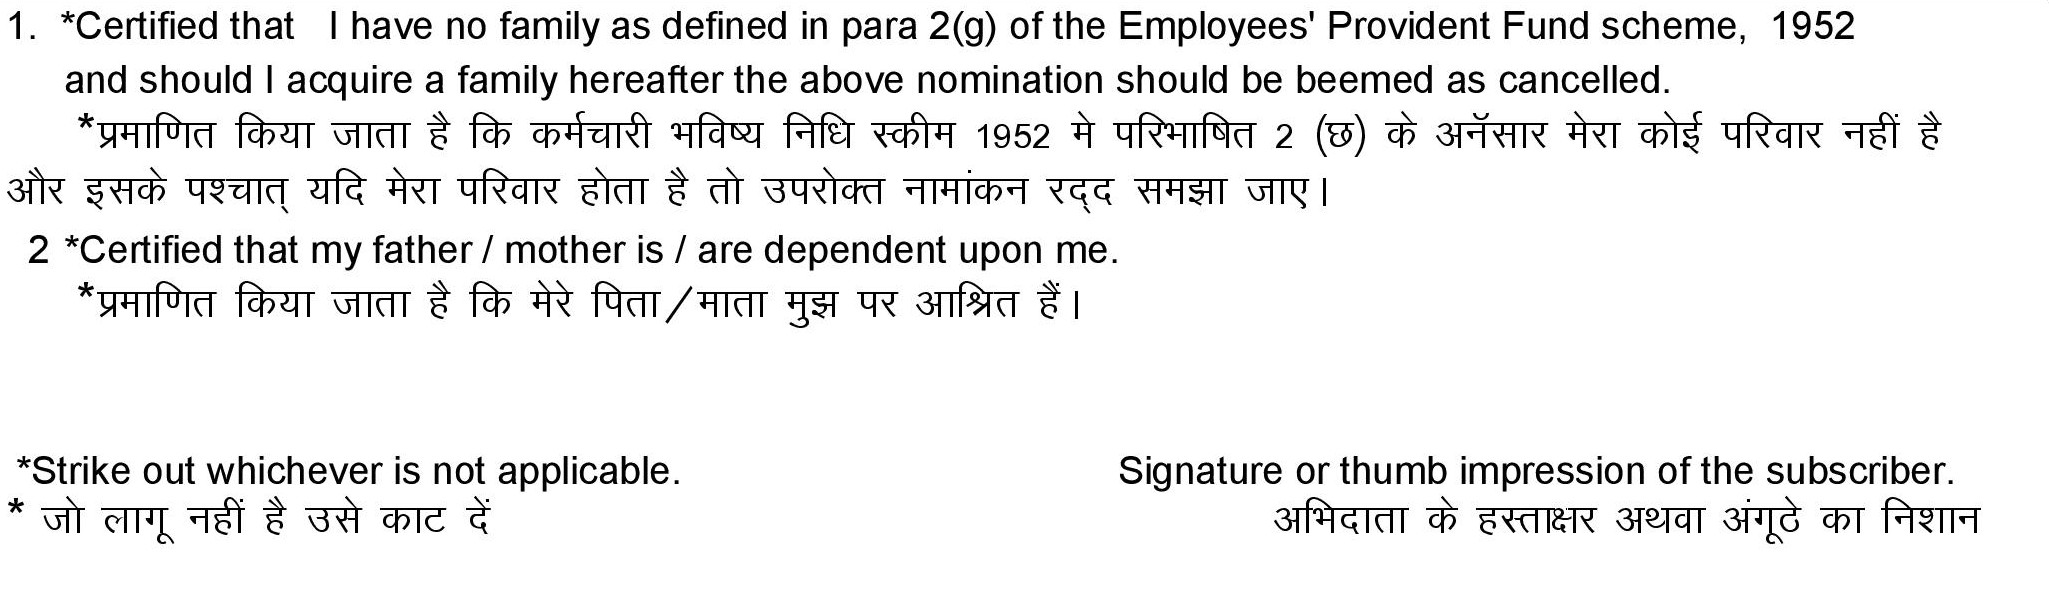 1. *Certified that I have no family as defined in para 2(g) of the Employees' Provident Fund scheme, 1952
and should I acquire a family hereafter the above nomination should be beemed as cancelled.
*प्रमाणित किया जाता है कि कर्मचारी भविष्य निधि स्कीम 1952 मे परिभाषित 2 (छ) के अनॅसार मेरा कोई परिवार नहीं है
और इसके पश्चात् यदि मेरा परिवार होता है तो उपरोक्त नामांकन रद्द समझा जाए।
2 *Certified that my father / mother is / are dependent upon me.
*प्रमाणित किया जाता है कि मेरे पिता/माता मुझ पर आश्रित हैं।
*Strike out whichever is not applicable. Signature or thumb impression of the subscriber.
* जो लागू नहीं है उसे काट दें अभिदाता के हस्ताक्षर अथवा अंगूठे का निशान